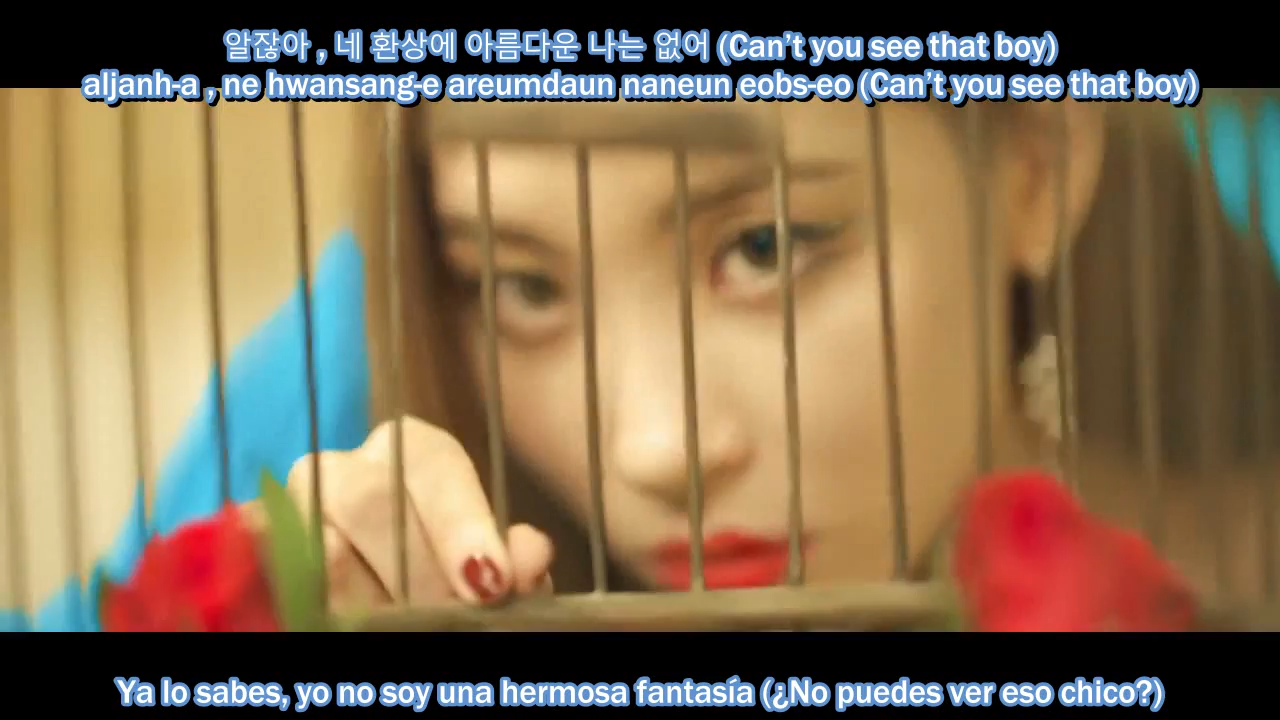 알잖아 , 네 환상에 아름다운 나는 없어 (Can't you see that boy)
aljanh-a , ne hwansang-e areumdaun naneun eobs-eo (Can't you see that boy)
Ya lo sabes, yo no soy una hermosa fantasía (¿No puedes ver eso chico?)